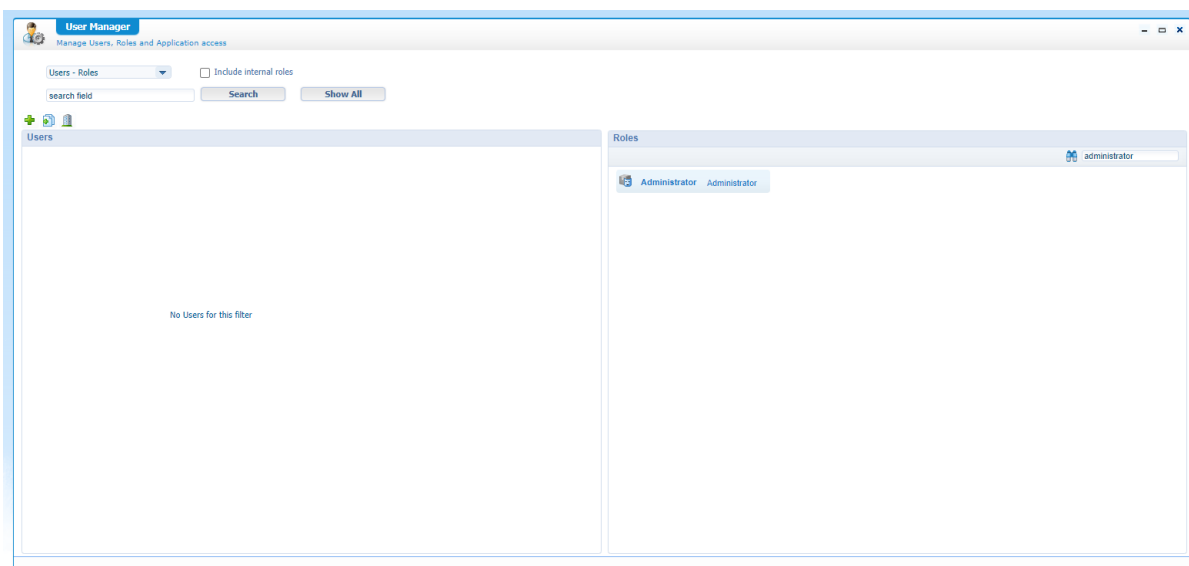 User Manager
Manage Users, Roles and Application access
Users - Roles
Include internal roles
search field
Search
Show All
Users
Roles
administrator
Administrator Administrator
No Users for this filter